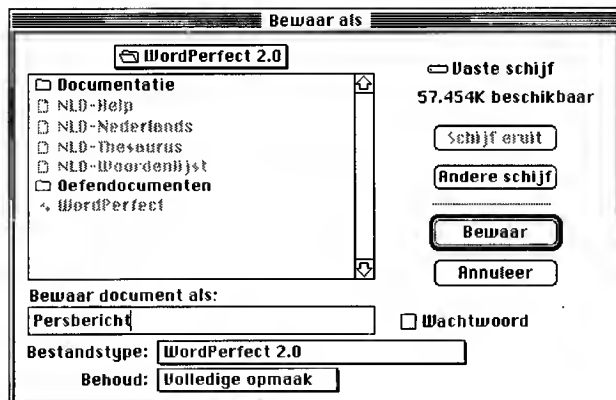 Bewaar als
WordPerfect 2.0
Documentatie
NLD-Help
NLD-Nederlands
NLD-Thesaurus
NLD-Woordenlijst
Oefendocumenten
WordPerfect
Vaste schijf
57.454K beschikbaar
Schijf eruit
Andere schijf
Bewaar
Annuleer
Bewaar document als:
Persbericht
Wachtwoord
Bestandstype: WordPerfect 2.0
Behoud: Volledige opmaak